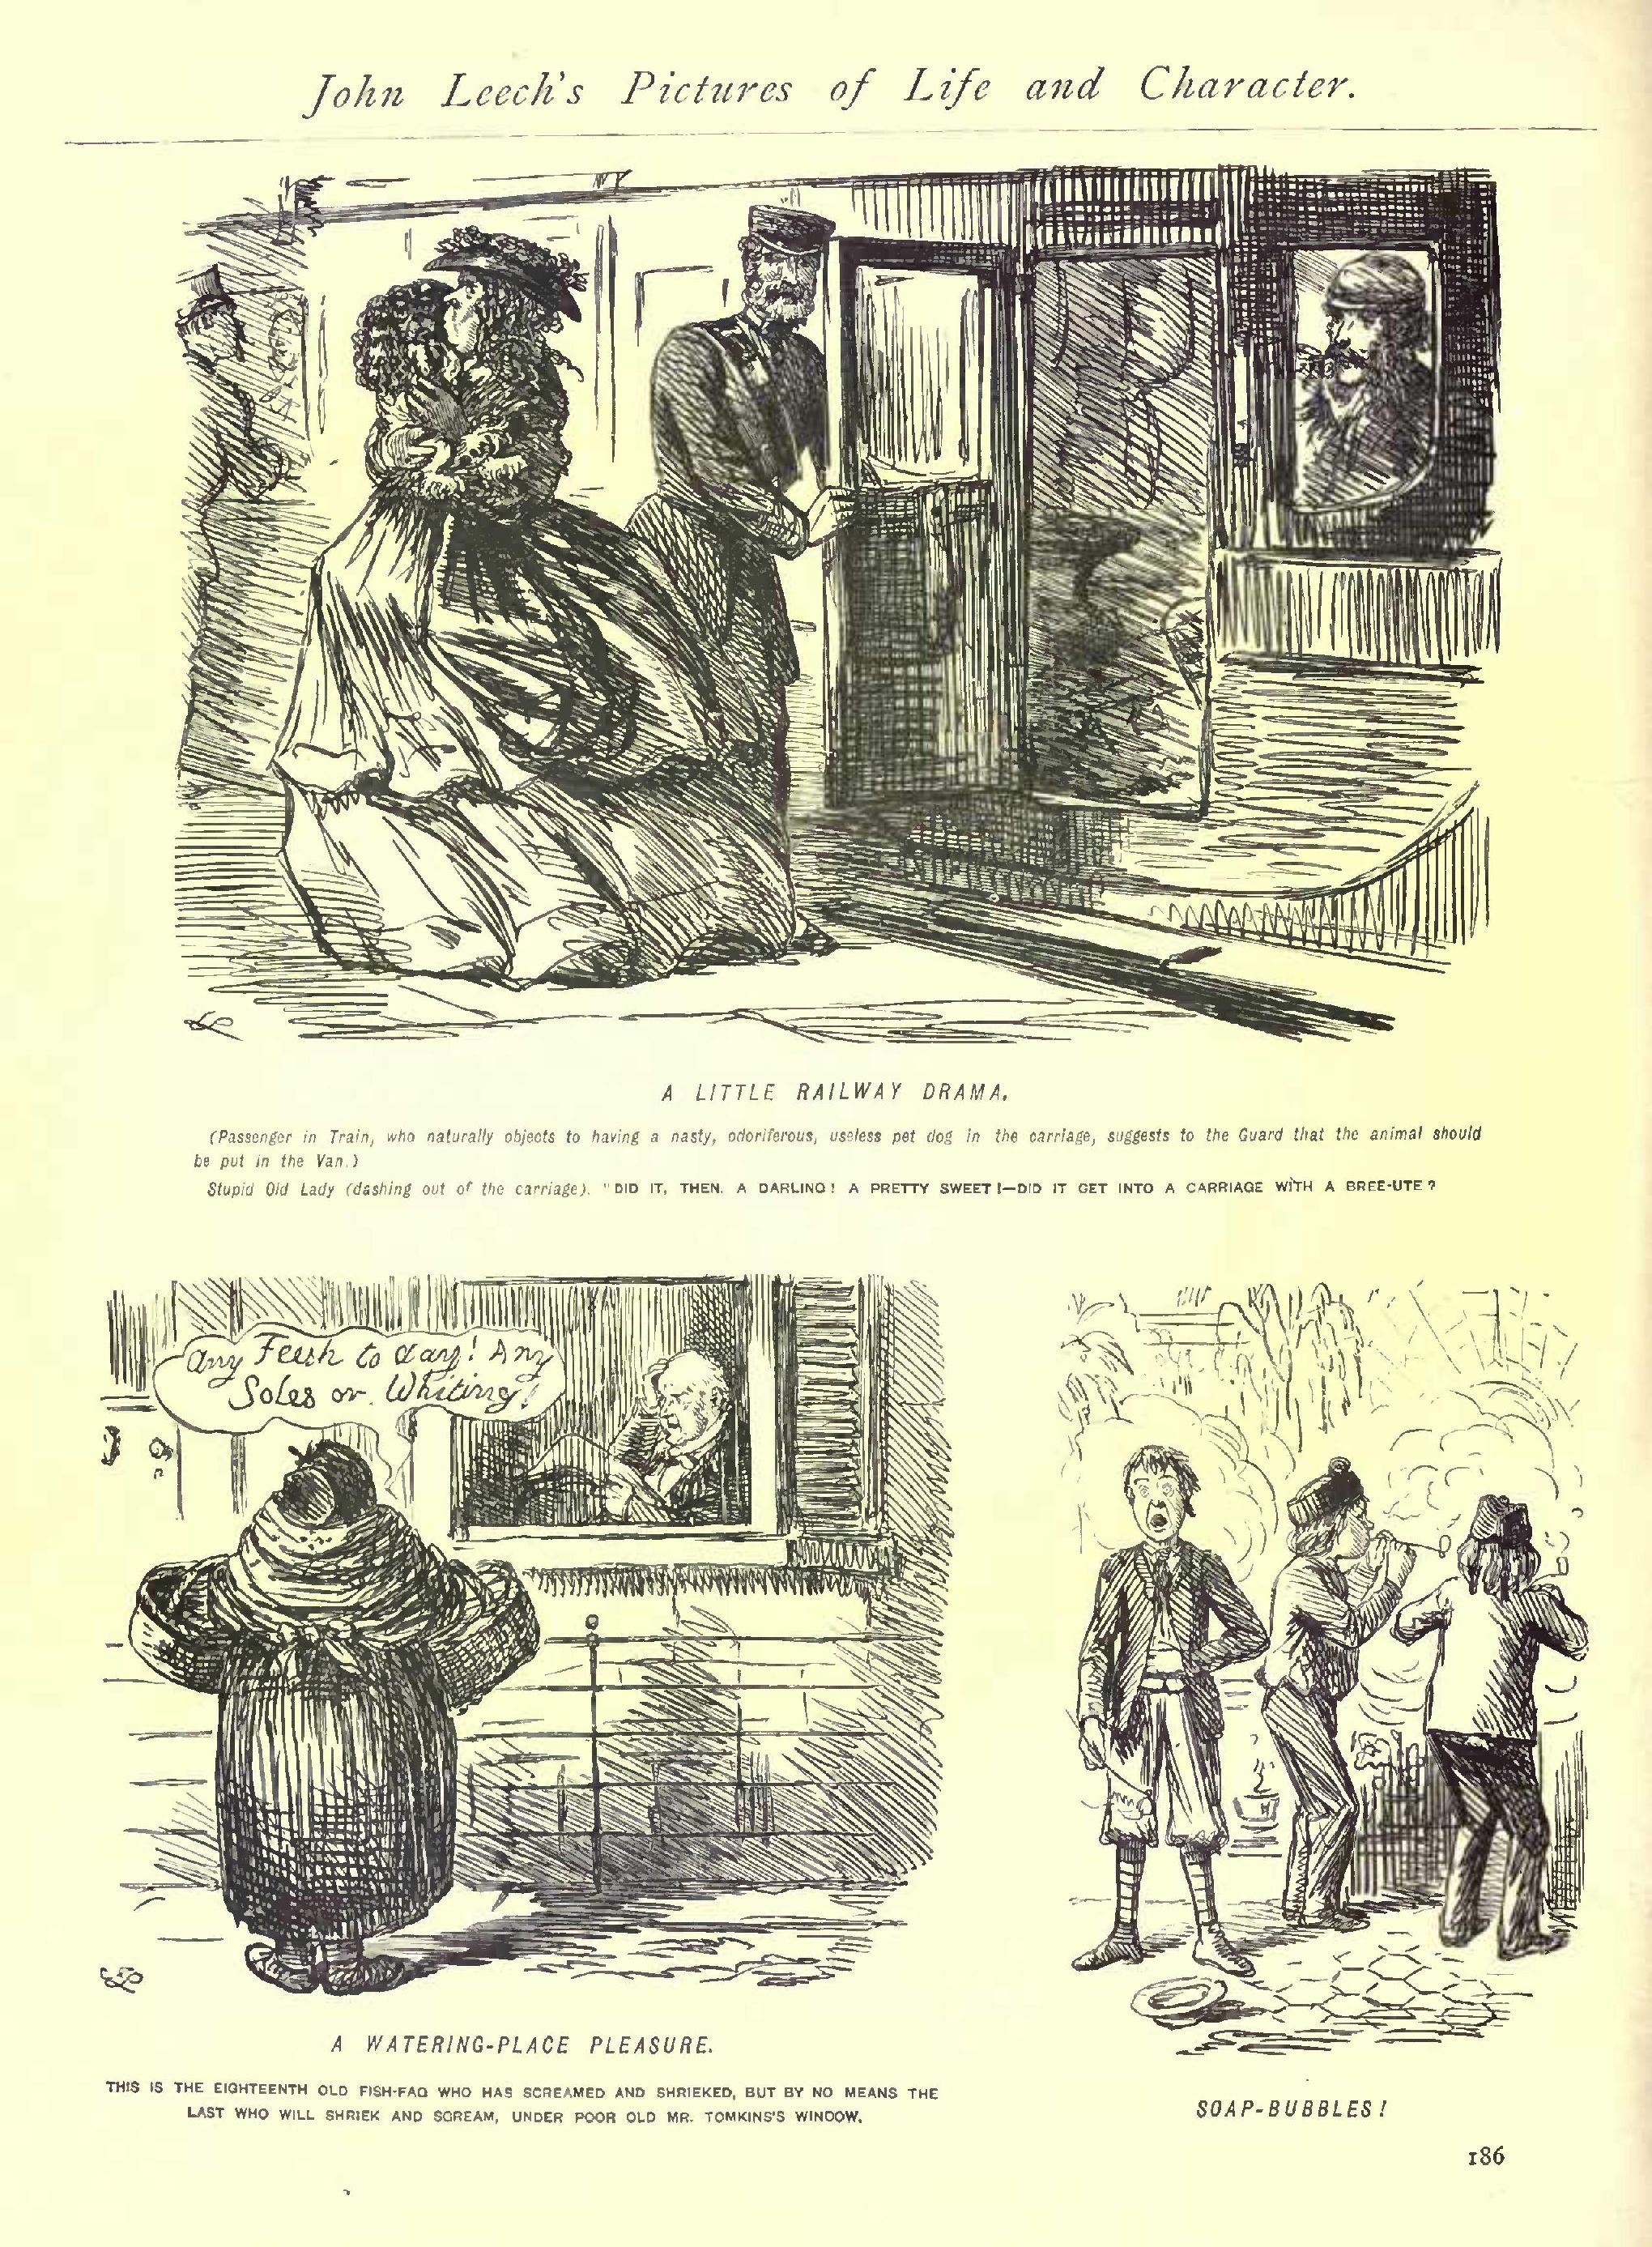 John Leech's Pictures of Life and Character.
A LITTLE RAILWAY DRAMA.
(Passenger in Train, who naturally objects to having a nasty, odoriferous, useless pet dog in the carriage, suggests to the Guard that the animal should
be put in the Van.)
Stupid Old Lady (dashing out of the carriage). "DID IT, THEN. A DARLING! A PRETTY SWEET!—DID IT GET INTO A CARRIAGE WITH A BREE-UTE?
Any Feesh to day! Any
Soles or Whiting!
A WATERING-PLACE PLEASURE.
THIS IS THE EIGHTEENTH OLD FISH-FAG WHO HAS SCREAMED AND SHRIEKED, BUT BY NO MEANS THE
LAST WHO WILL SHRIEK AND SCREAM, UNDER POOR OLD MR. TOMKINS'S WINDOW.
SOAP-BUBBLES!
186